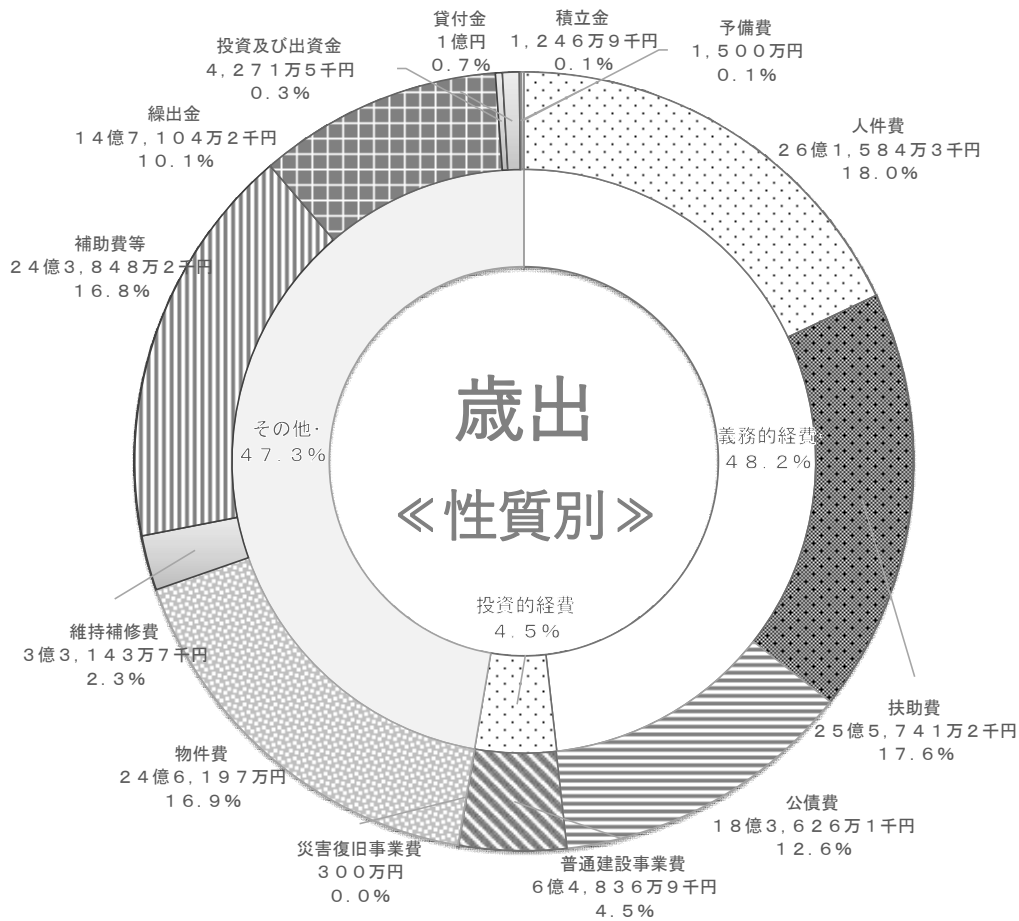 貸付金
1億円
0.7%
積立金
1,246万9千円
0.1%
予備費
1,500万円
0.1%
投資及び出資金
4,271万5千円
0.3%
繰出金
14億7,104万2千円
10.1%
人件費
26億1,584万3千円
18.0%
補助費等
24億3,848万2千円
16.8%
歳出
≪性質別≫
その他・
47.3%
義務的経費
48.2%
投資的経費
4.5%
維持補修費
3億3,143万7千円
2.3%
扶助費
25億5,741万2千円
17.6%
物件費
24億6,197万円
16.9%
公債費
18億3,626万1千円
12.6%
災害復旧事業費
300万円
0.0%
普通建設事業費
6億4,836万9千円
4.5%